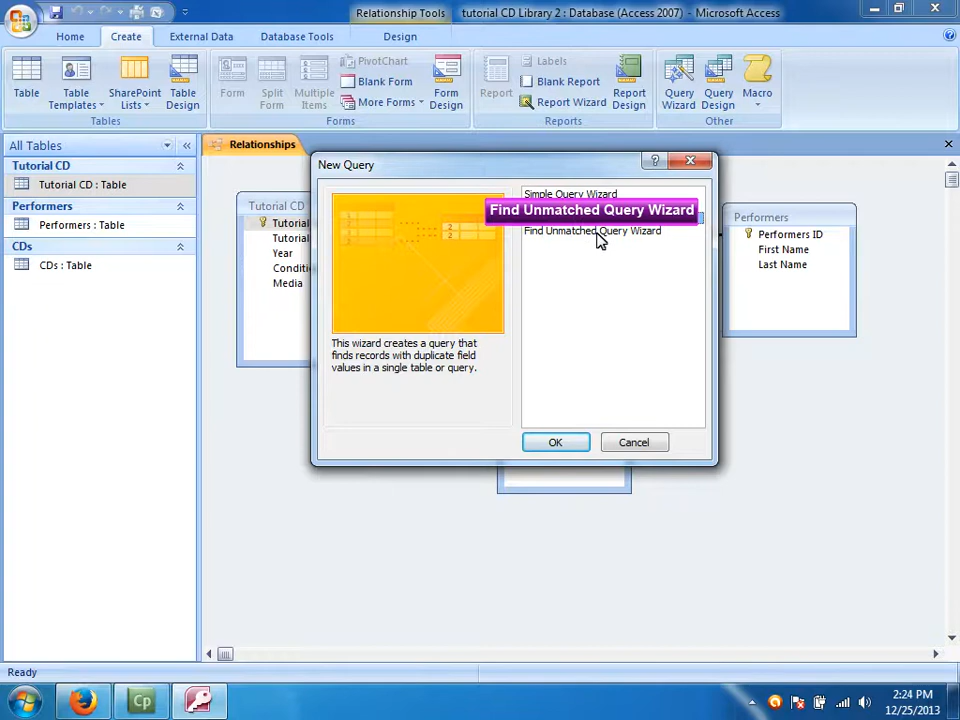 Relationship Tools
tutorial CD Library 2 : Database (Access 2007) - Microsoft Access
Home
Create
External Data
Database Tools
Design
Table
Table Templates
SharePoint Lists
Table Design
Tables
Form
Split Form
Multiple Items
PivotChart
Blank Form
More Forms
Form Design
Forms
Report
Labels
Blank Report
Report Wizard
Report Design
Reports
Query Wizard
Query Design
Macro
Other
All Tables
Tutorial CD
Tutorial CD : Table
Performers
Performers : Table
CDs
CDs : Table
Relationships
Tutorial CD
Tutorial
Tutorial
Year
Conditi
Media
New Query
Simple Query Wizard
Find Unmatched Query Wizard
Find Unmatched Query Wizard
This wizard creates a query that
finds records with duplicate field
values in a single table or query.
OK
Cancel
Performers
Performers ID
First Name
Last Name
Ready
Cp
2:24 PM
12/25/2013